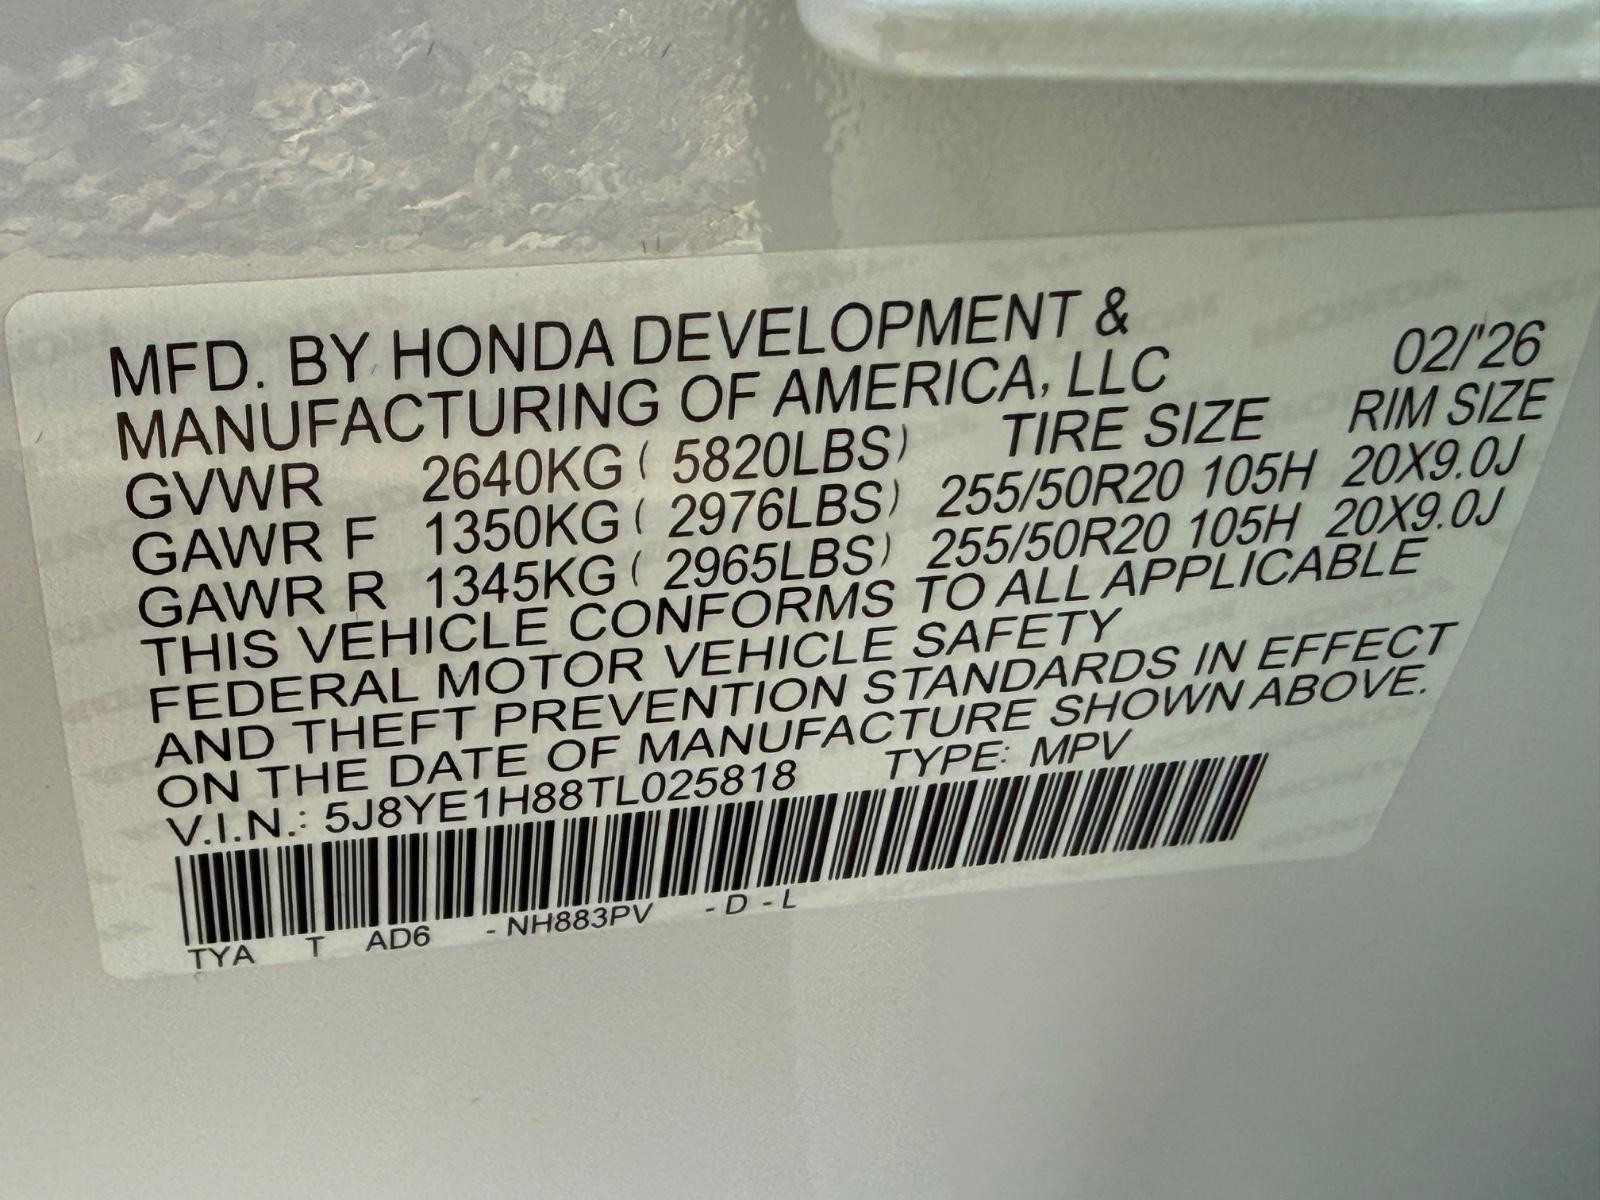 MFD. BY HONDA DEVELOPMENT &
MANUFACTURING OF AMERICA, LLC 02/'26
GVWR 2640KG ( 5820LBS) TIRE SIZE RIM SIZE
GAWR F 1350KG ( 2976LBS) 255/50R20 105H 20X9.0J
GAWR R 1345KG ( 2965LBS) 255/50R20 105H 20X9.0J
THIS VEHICLE CONFORMS TO ALL APPLICABLE
FEDERAL MOTOR VEHICLE SAFETY
AND THEFT PREVENTION STANDARDS IN EFFECT
ON THE DATE OF MANUFACTURE SHOWN ABOVE.
V.I.N.: 5J8YE1H88TL025818 TYPE: MPV
TYA T AD6 -NH883PV -D-L